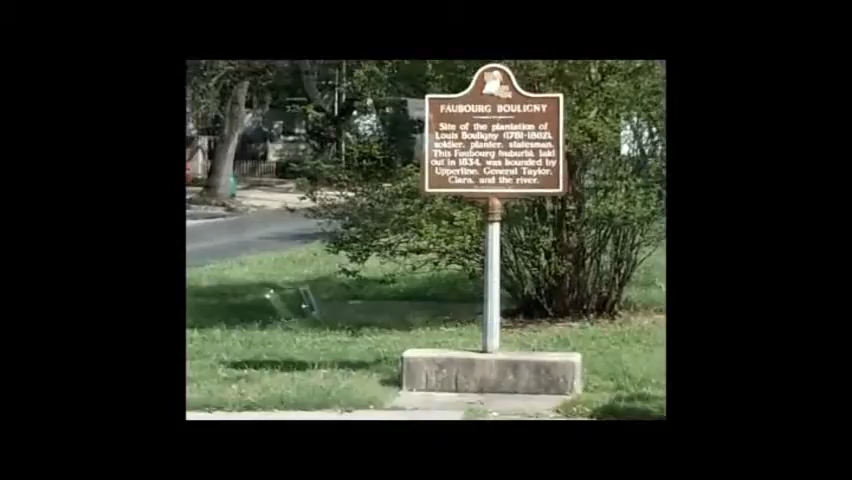 FAUBOURG BOULIGNY
Site of the plantation of
Louis Bouligny (1781-1862),
soldier, planter, statesman.
This Faubourg (suburb), laid
out in 1834, was bounded by
Upperline, General Taylor,
Clara, and the river.